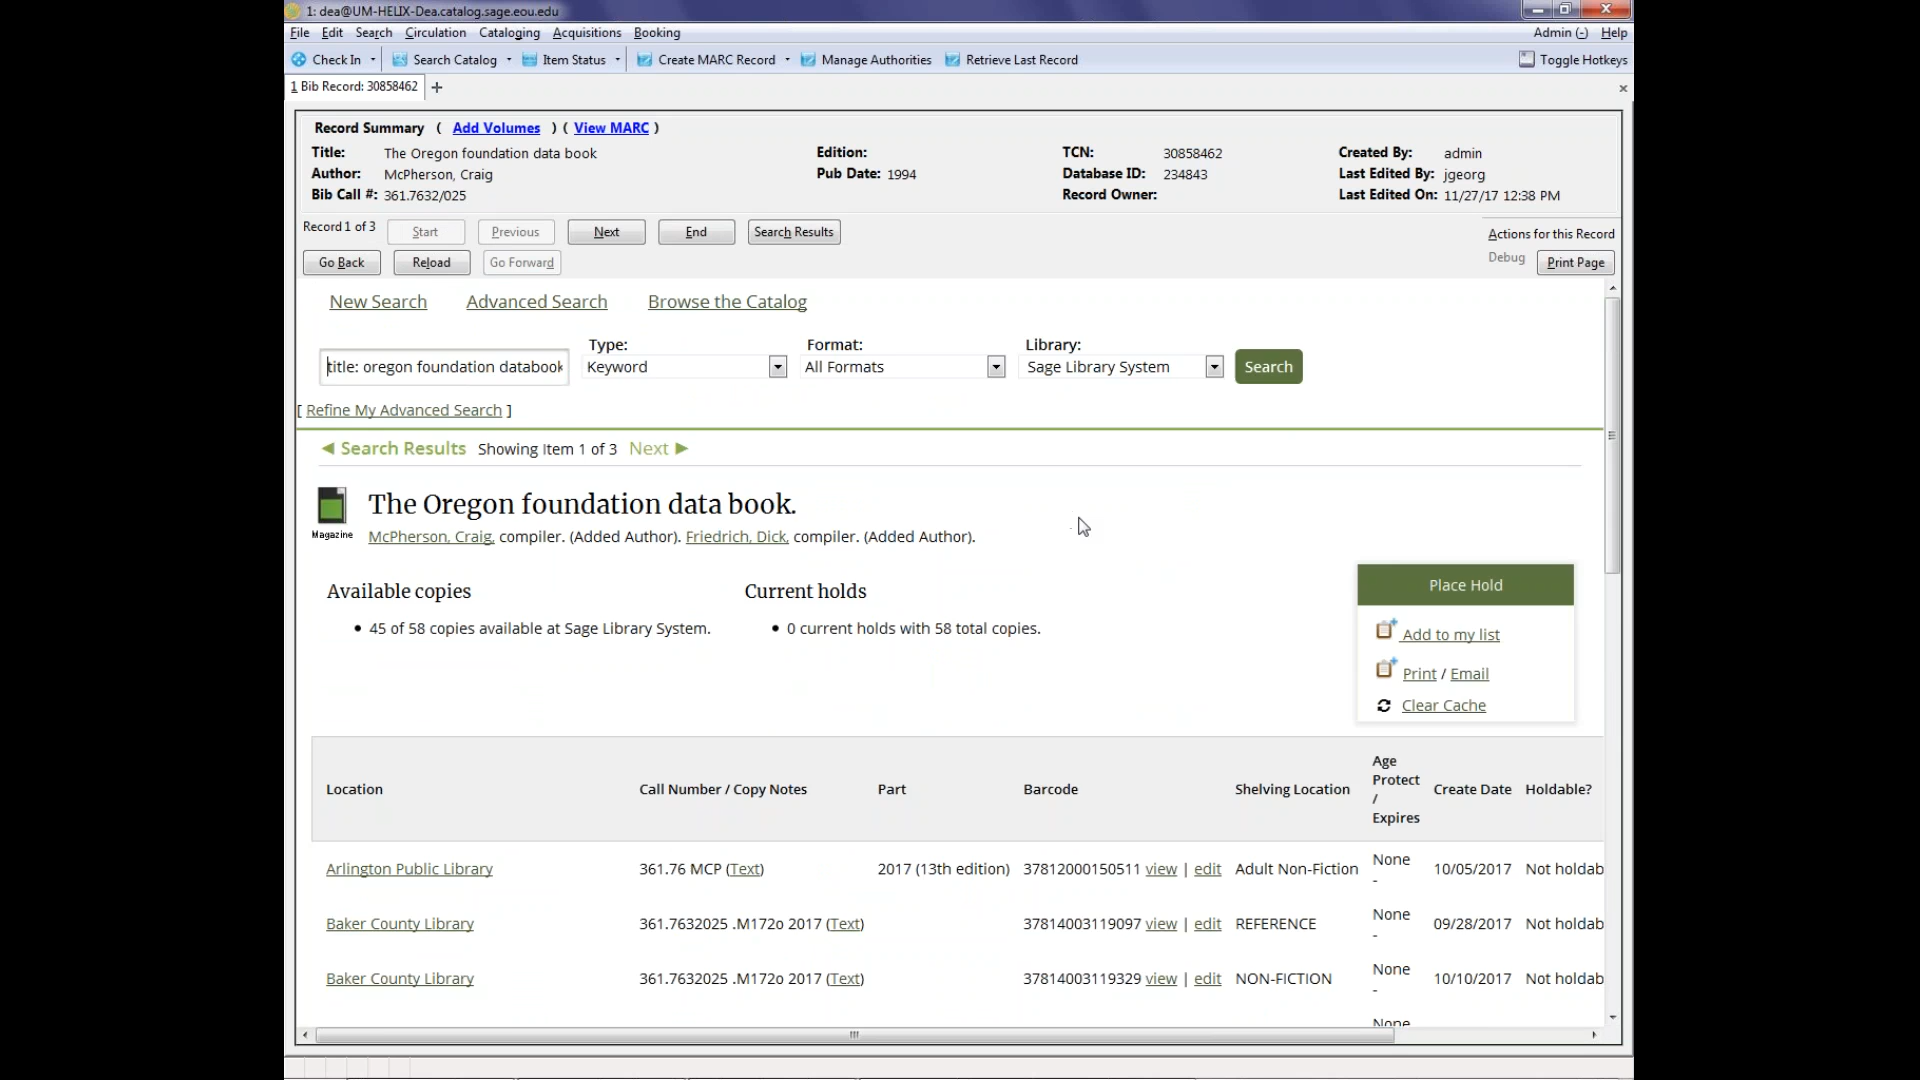 1: dea@UM-HELIX-Dea.catalog.sage.eou.edu
File Edit Search Circulation Cataloging Acquisitions Booking Admin (-) Help
Check In Search Catalog Item Status Create MARC Record Manage Authorities Retrieve Last Record Toggle Hotkeys
1 Bib Record: 30858462 +
Record Summary ( Add Volumes ) ( View MARC )
Title: The Oregon foundation data book Edition: TCN: 30858462 Created By: admin
Author: McPherson, Craig Pub Date: 1994 Database ID: 234843 Last Edited By: jgeorg
Bib Call #: 361.7632/025 Record Owner: Last Edited On: 11/27/17 12:38 PM
Record 1 of 3 Start Previous Next End Search Results Actions for this Record
Go Back Reload Go Forward Debug Print Page
New Search Advanced Search Browse the Catalog
Type: Format: Library:
title: oregon foundation databook Keyword All Formats Sage Library System Search
[ Refine My Advanced Search ]
◄ Search Results Showing Item 1 of 3 Next ►
The Oregon foundation data book.
Magazine McPherson, Craig, compiler. (Added Author). Friedrich, Dick, compiler. (Added Author).
Place Hold
Available copies Current holds
• 45 of 58 copies available at Sage Library System. • 0 current holds with 58 total copies.
Add to my list
Print / Email
Clear Cache
Location Call Number / Copy Notes Part Barcode Shelving Location Age Protect / Expires Create Date Holdable?
Arlington Public Library 361.76 MCP (Text) 2017 (13th edition) 37812000150511 view | edit Adult Non-Fiction None - 10/05/2017 Not holdab
Baker County Library 361.7632025 .M172o 2017 (Text) 37814003119097 view | edit REFERENCE None - 09/28/2017 Not holdab
Baker County Library 361.7632025 .M172o 2017 (Text) 37814003119329 view | edit NON-FICTION None - 10/10/2017 Not holdab
None